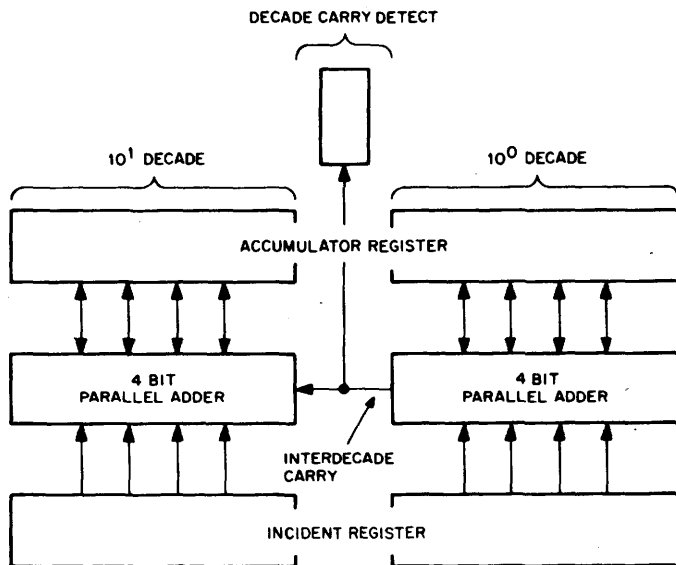 DECADE CARRY DETECT
10¹ DECADE
10⁰ DECADE
ACCUMULATOR REGISTER
4 BIT
PARALLEL ADDER
4 BIT
PARALLEL ADDER
INTERDECADE
CARRY
INCIDENT REGISTER